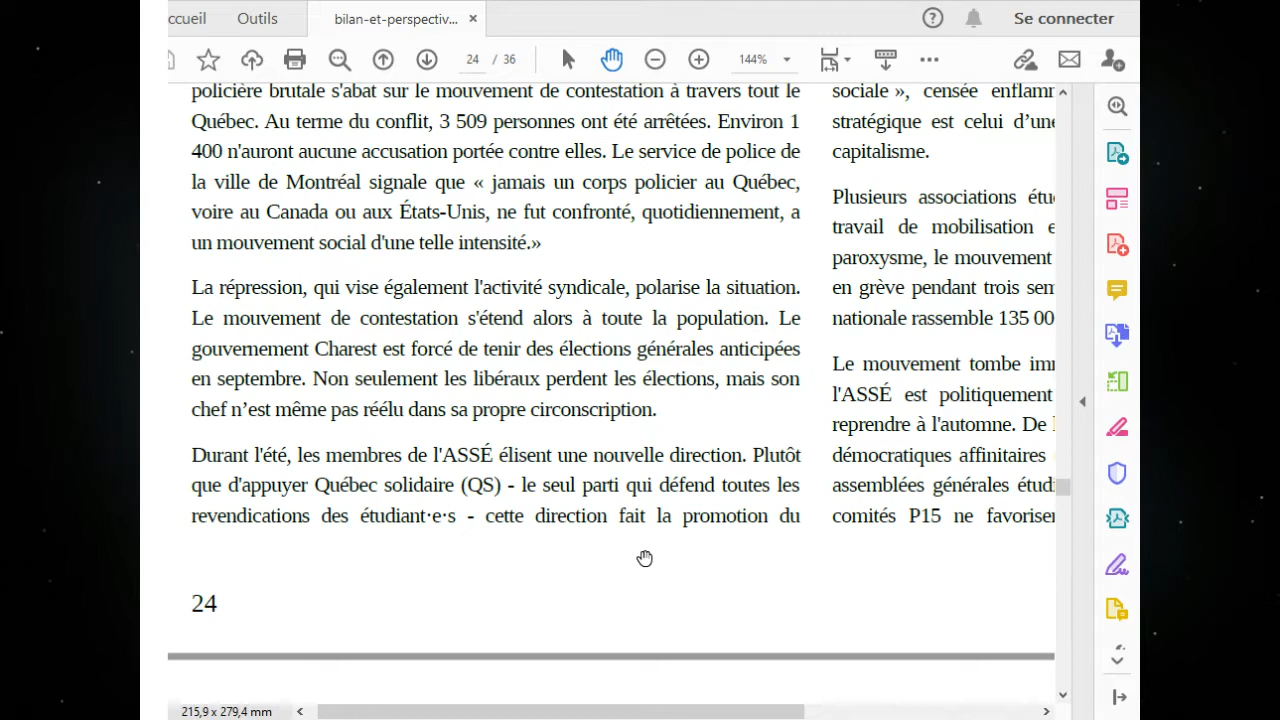 ccueil
Outils
bilan-et-perspectiv...
Se connecter
24 / 36
144%
policière brutale s'abat sur le mouvement de contestation à travers tout le
Québec. Au terme du conflit, 3 509 personnes ont été arrêtées. Environ 1
400 n'auront aucune accusation portée contre elles. Le service de police de
la ville de Montréal signale que « jamais un corps policier au Québec,
voire au Canada ou aux États-Unis, ne fut confronté, quotidiennement, a
un mouvement social d'une telle intensité.»
La répression, qui vise également l'activité syndicale, polarise la situation.
Le mouvement de contestation s'étend alors à toute la population. Le
gouvernement Charest est forcé de tenir des élections générales anticipées
en septembre. Non seulement les libéraux perdent les élections, mais son
chef n’est même pas réélu dans sa propre circonscription.
Durant l'été, les membres de l'ASSÉ élisent une nouvelle direction. Plutôt
que d'appuyer Québec solidaire (QS) - le seul parti qui défend toutes les
revendications des étudiant·e·s - cette direction fait la promotion du
24
sociale », censée enflamm
stratégique est celui d’une
capitalisme.
Plusieurs associations étu
travail de mobilisation e
paroxysme, le mouvement
en grève pendant trois sem
nationale rassemble 135 00
Le mouvement tombe imm
l'ASSÉ est politiquement
reprendre à l'automne. De l
démocratiques affinitaires
assemblées générales étudi
comités P15 ne favoriser
215,9 x 279,4 mm